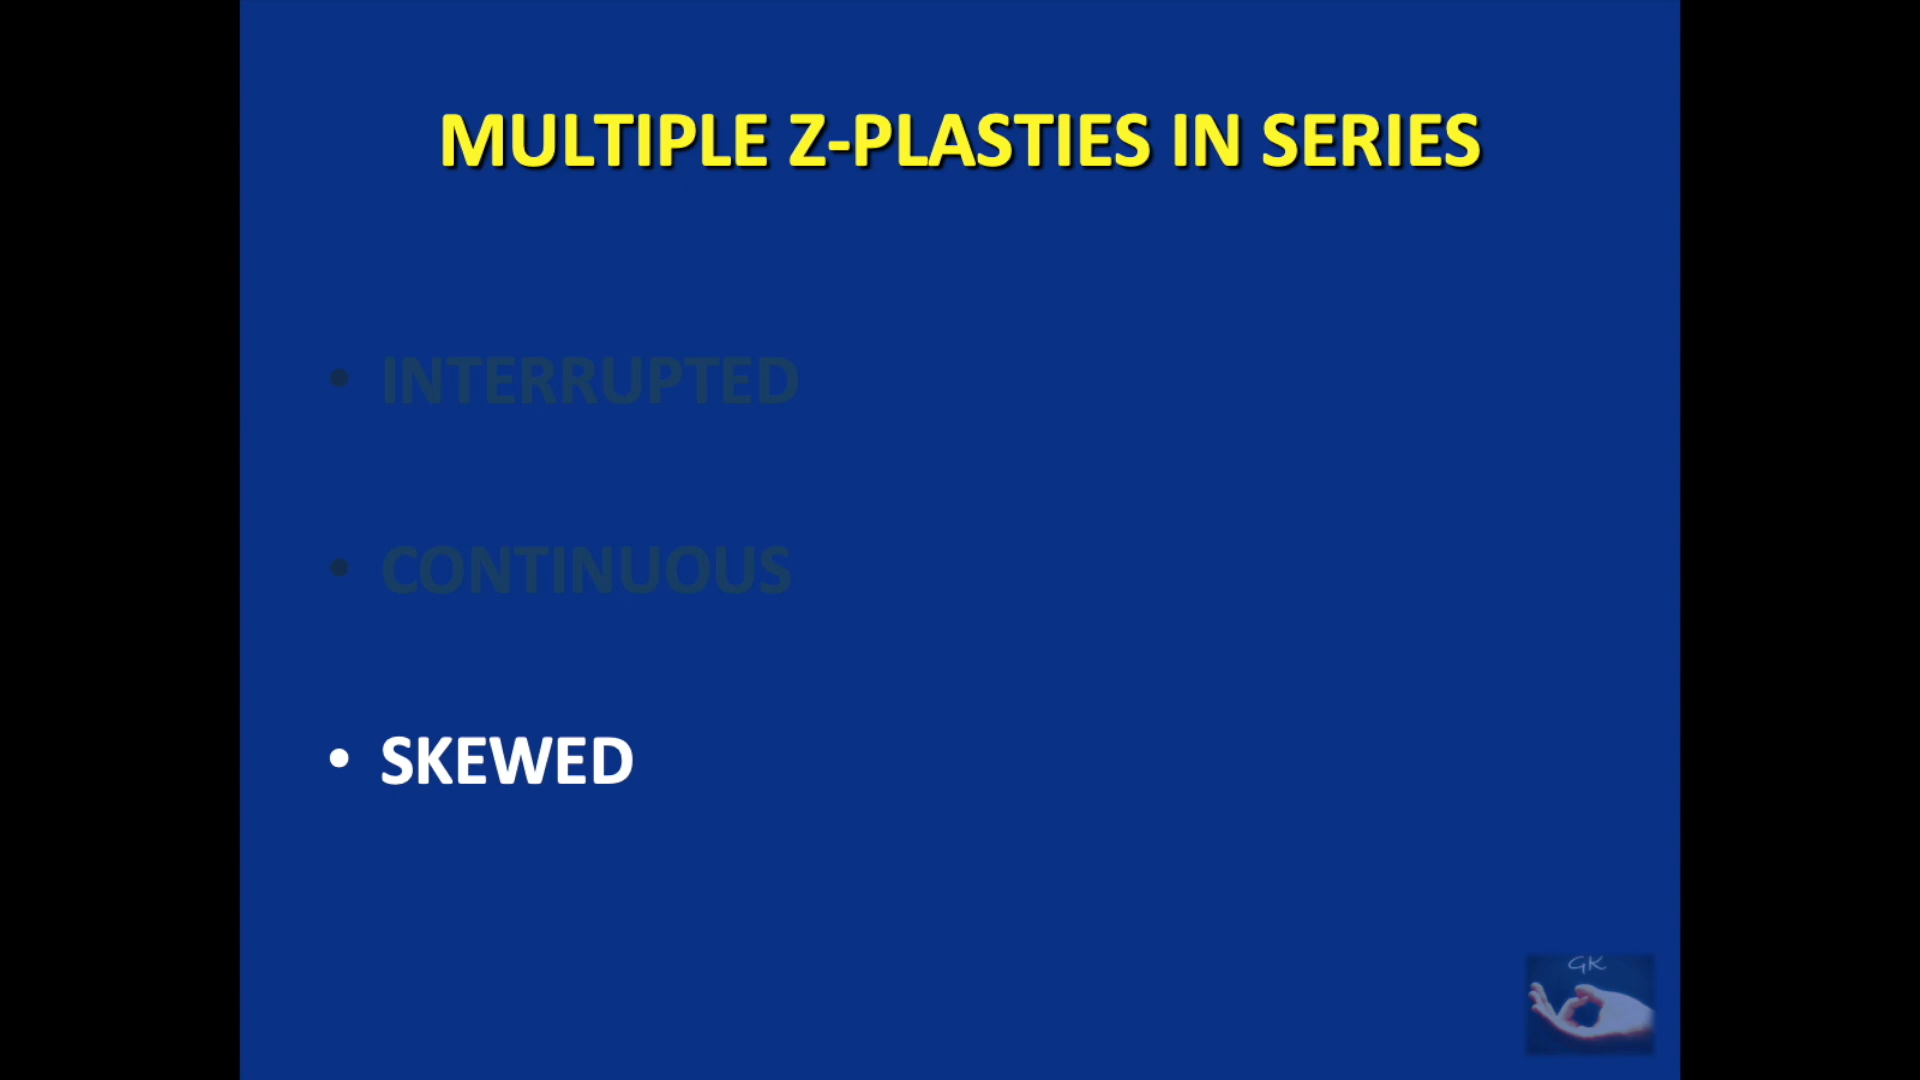 MULTIPLE Z-PLASTIES IN SERIES
• INTERRUPTED
• CONTINUOUS
• SKEWED
GK